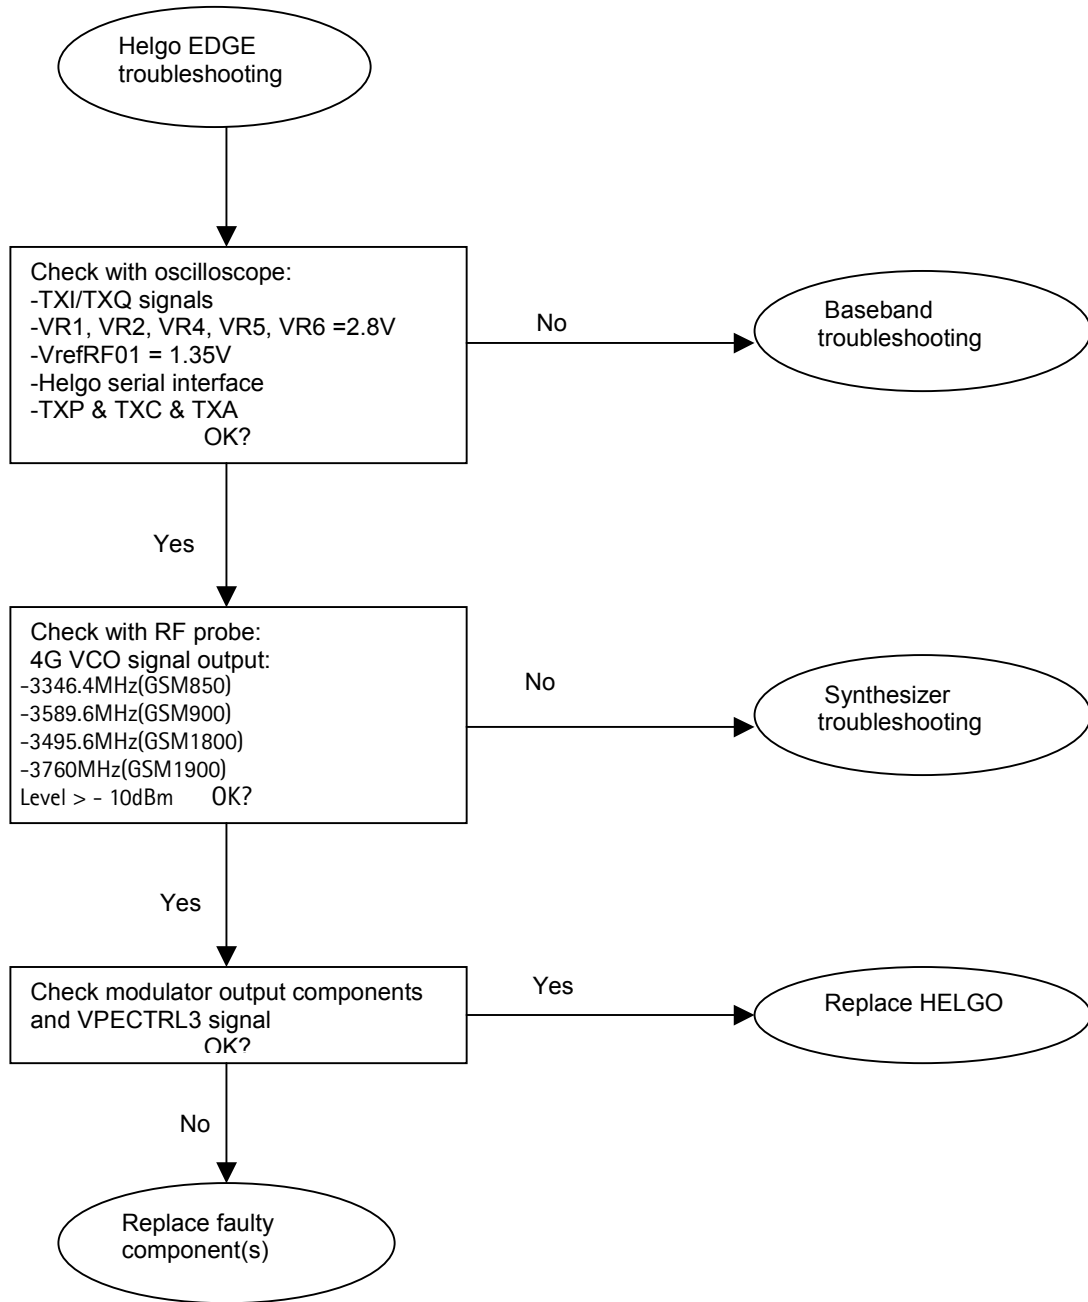 Helgo EDGE
troubleshooting
Check with oscilloscope:
-TXI/TXQ signals
-VR1, VR2, VR4, VR5, VR6 =2.8V
-VrefRF01 = 1.35V
-Helgo serial interface
-TXP & TXC & TXA
OK?
No
Baseband
troubleshooting
Yes
Check with RF probe:
4G VCO signal output:
-3346.4MHz(GSM850)
-3589.6MHz(GSM900)
-3495.6MHz(GSM1800)
-3760MHz(GSM1900)
Level > - 10dBm OK?
No
Synthesizer
troubleshooting
Yes
Check modulator output components
and VPECTRL3 signal
OK?
Yes
Replace HELGO
No
Replace faulty
component(s)